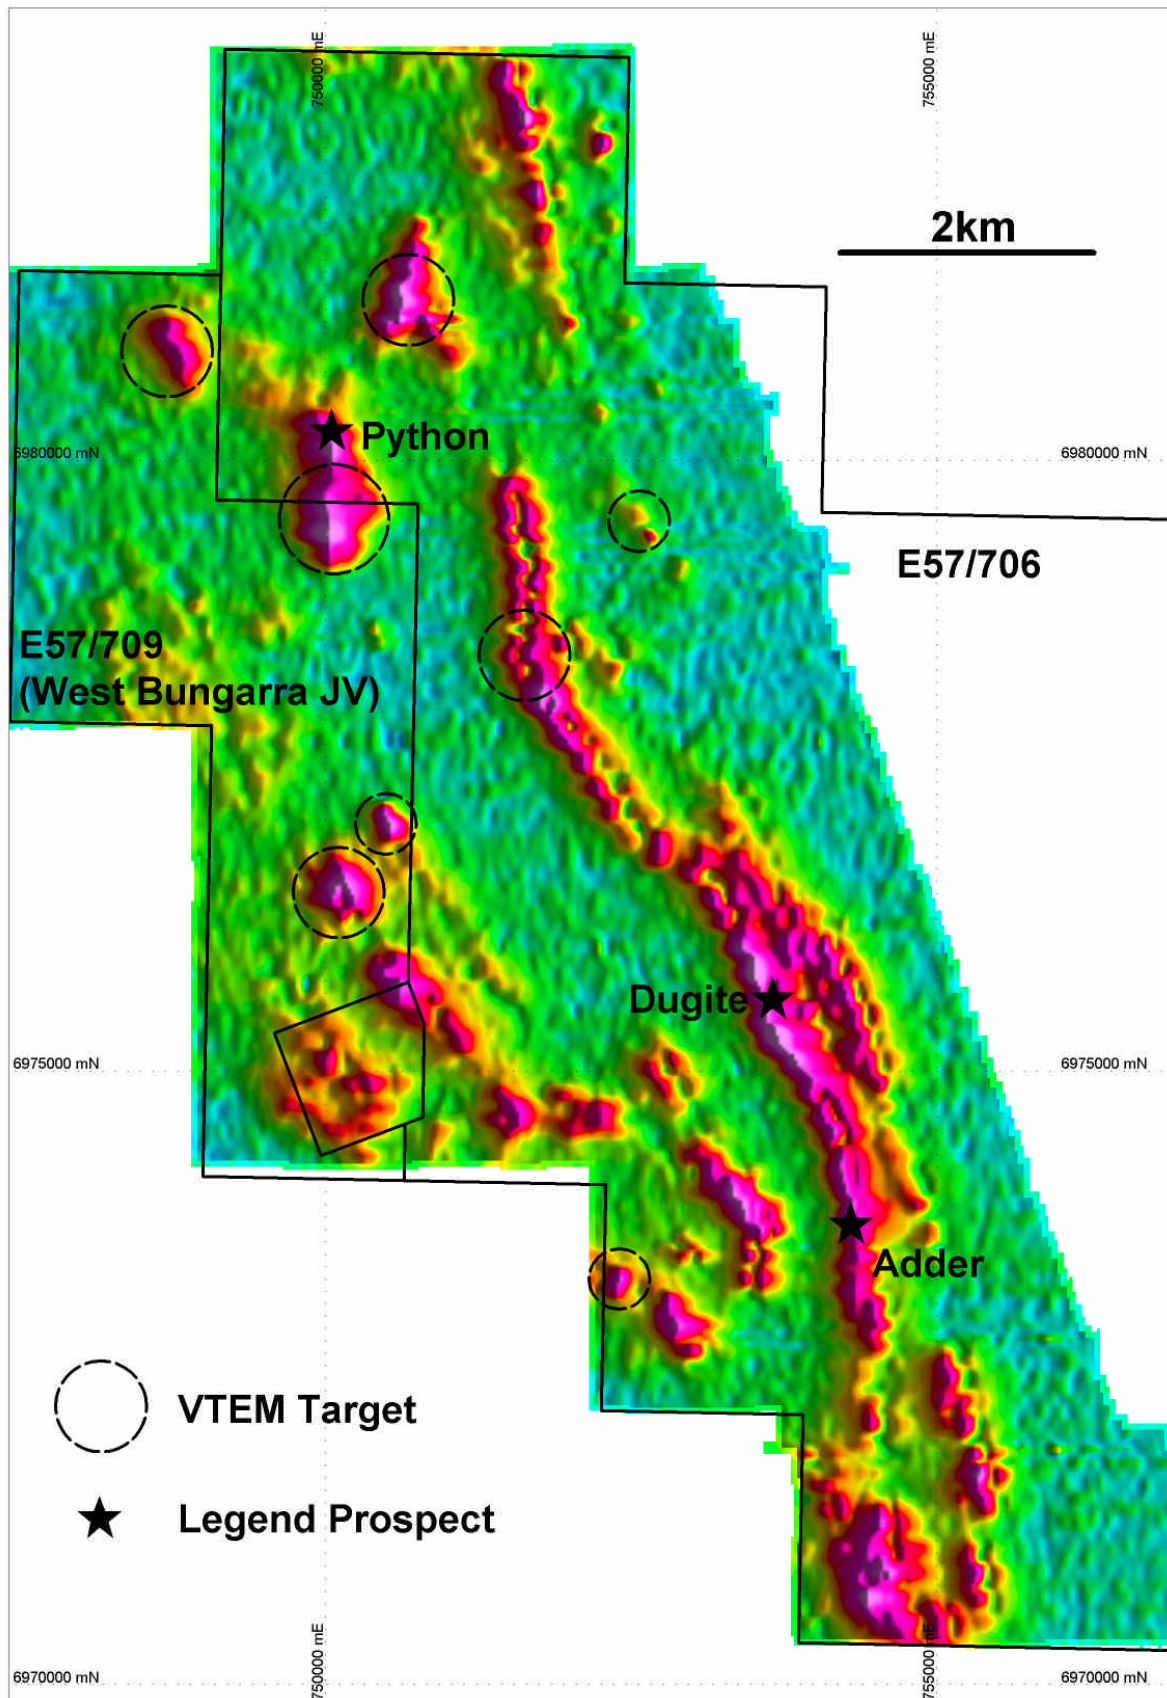 750000 mE
755000 mE
2km
Python
6980000 mN
6980000 mN
E57/706
E57/709
(West Bungarra JV)
Dugite
6975000 mN
6975000 mN
Adder
VTEM Target
Legend Prospect
750000 mE
755000 mE
6970000 mN
6970000 mN